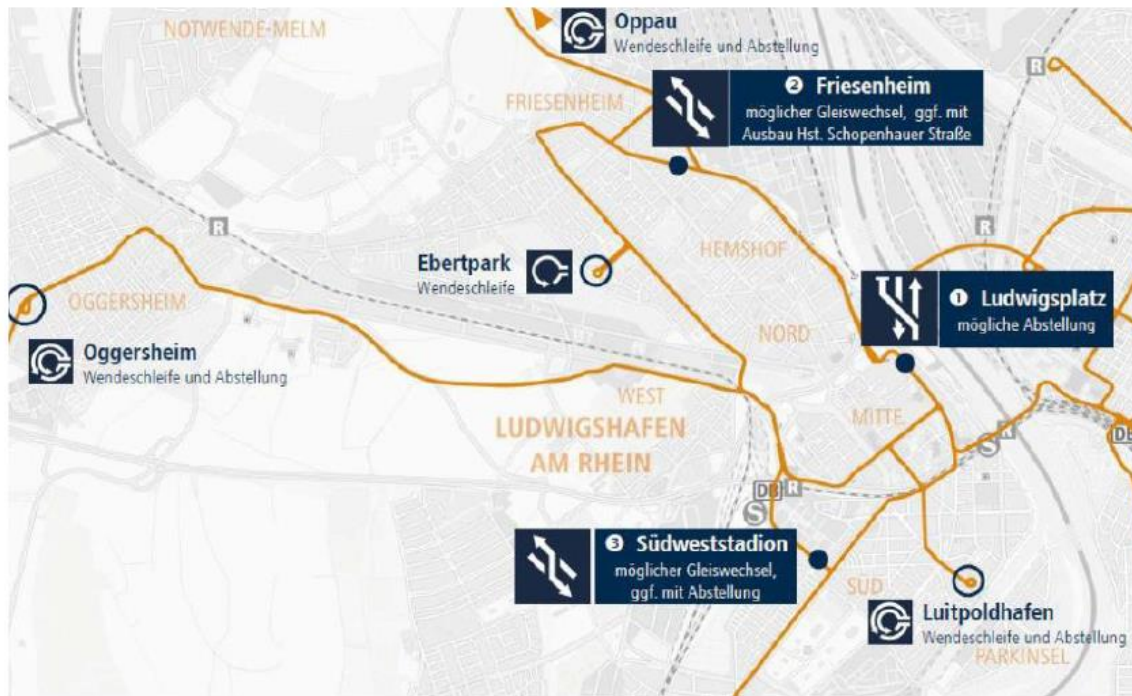 NOTWENDE-MELM
Oppau
Wendeschleife und Abstellung
R
FRIESENHEIM
❷ Friesenheim
möglicher Gleiswechsel, ggf. mit
Ausbau Hst. Schopenhauer Straße
R
R
HEMSHOF
Ebertpark
Wendeschleife
OGGERSHEIM
❶ Ludwigsplatz
mögliche Abstellung
NORD
Oggersheim
Wendeschleife und Abstellung
WEST
MITTE
LUDWIGSHAFEN
AM RHEIN
R
S
DB
DB
R
S
❸ Südweststadion
möglicher Gleiswechsel,
ggf. mit Abstellung
SÜD
Luitpoldhafen
Wendeschleife und Abstellung
PARKINSEL